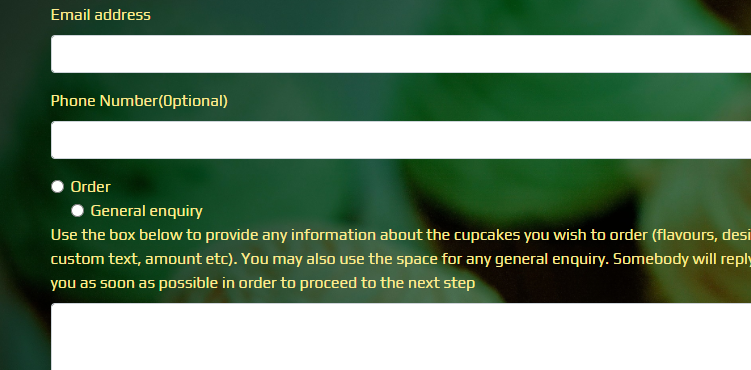 Email address
Phone Number(Optional)
Order
General enquiry
Use the box below to provide any information about the cupcakes you wish to order (flavours, desi
custom text, amount etc). You may also use the space for any general enquiry. Somebody will reply
you as soon as possible in order to proceed to the next step